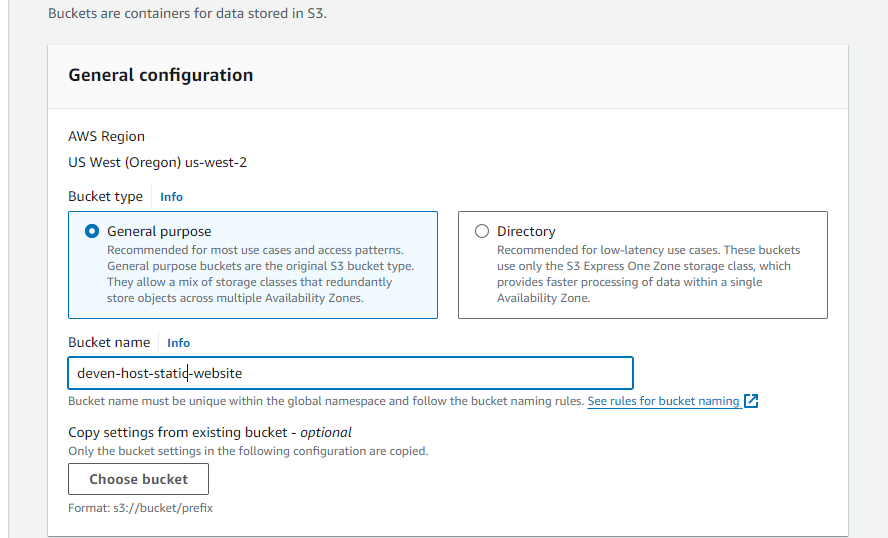 Buckets are containers for data stored in S3.
General configuration
AWS Region
US West (Oregon) us-west-2
Bucket type Info
General purpose
Recommended for most use cases and access patterns.
General purpose buckets are the original S3 bucket type.
They allow a mix of storage classes that redundantly
store objects across multiple Availability Zones.
Directory
Recommended for low-latency use cases. These buckets
use only the S3 Express One Zone storage class, which
provides faster processing of data within a single
Availability Zone.
Bucket name Info
deven-host-static-website
Bucket name must be unique within the global namespace and follow the bucket naming rules. See rules for bucket naming
Copy settings from existing bucket - optional
Only the bucket settings in the following configuration are copied.
Choose bucket
Format: s3://bucket/prefix